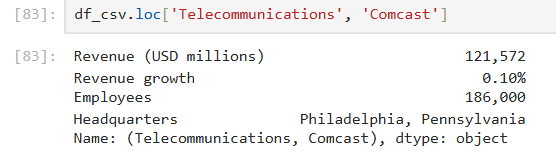 [83]: df_csv.loc['Telecommunications', 'Comcast']
[83]: Revenue (USD millions) 121,572
Revenue growth 0.10%
Employees 186,000
Headquarters Philadelphia, Pennsylvania
Name: (Telecommunications, Comcast), dtype: object